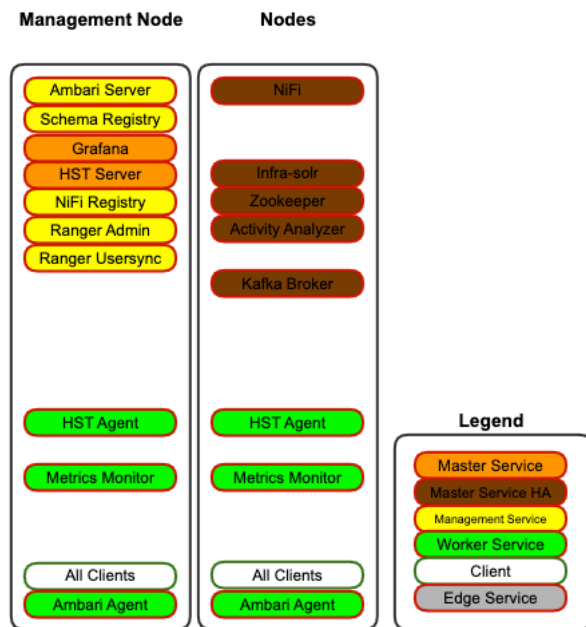 Management Node
Nodes
Ambari Server
Schema Registry
Grafana
HST Server
NiFi Registry
Ranger Admin
Ranger Usersync
HST Agent
Metrics Monitor
All Clients
Ambari Agent
NiFi
Infra-solr
Zookeeper
Activity Analyzer
Kafka Broker
HST Agent
Metrics Monitor
All Clients
Ambari Agent
Legend
Master Service
Master Service HA
Management Service
Worker Service
Client
Edge Service